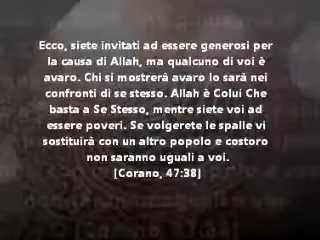 Ecco, siete invitati ad essere generosi per
la causa di Allah, ma qualcuno di voi è
avaro. Chi si mostrerà avaro lo sarà nei
confronti di se stesso. Allah è Colui Che
basta a Se Stesso, mentre siete voi ad
essere poveri. Se volgerete le spalle vi
sostituirà con un altro popolo e costoro
non saranno uguali a voi.
[Corano, 47:38]